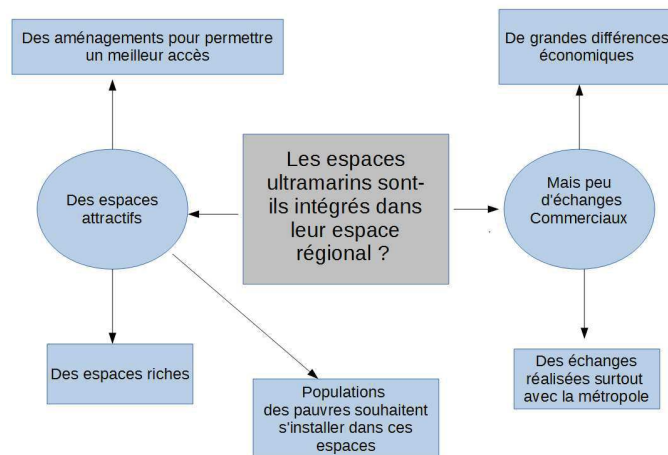 Des aménagements pour permettre
un meilleur accès
De grandes différences
économiques
Les espaces
ultramarins sont-
ils intégrés dans
leur espace
régional ?
Des espaces
attractifs
Mais peu
d'échanges
Commerciaux
Des espaces riches
Populations
des pauvres souhaitent
s'installer dans ces
espaces
Des échanges
réalisées surtout
avec la métropole